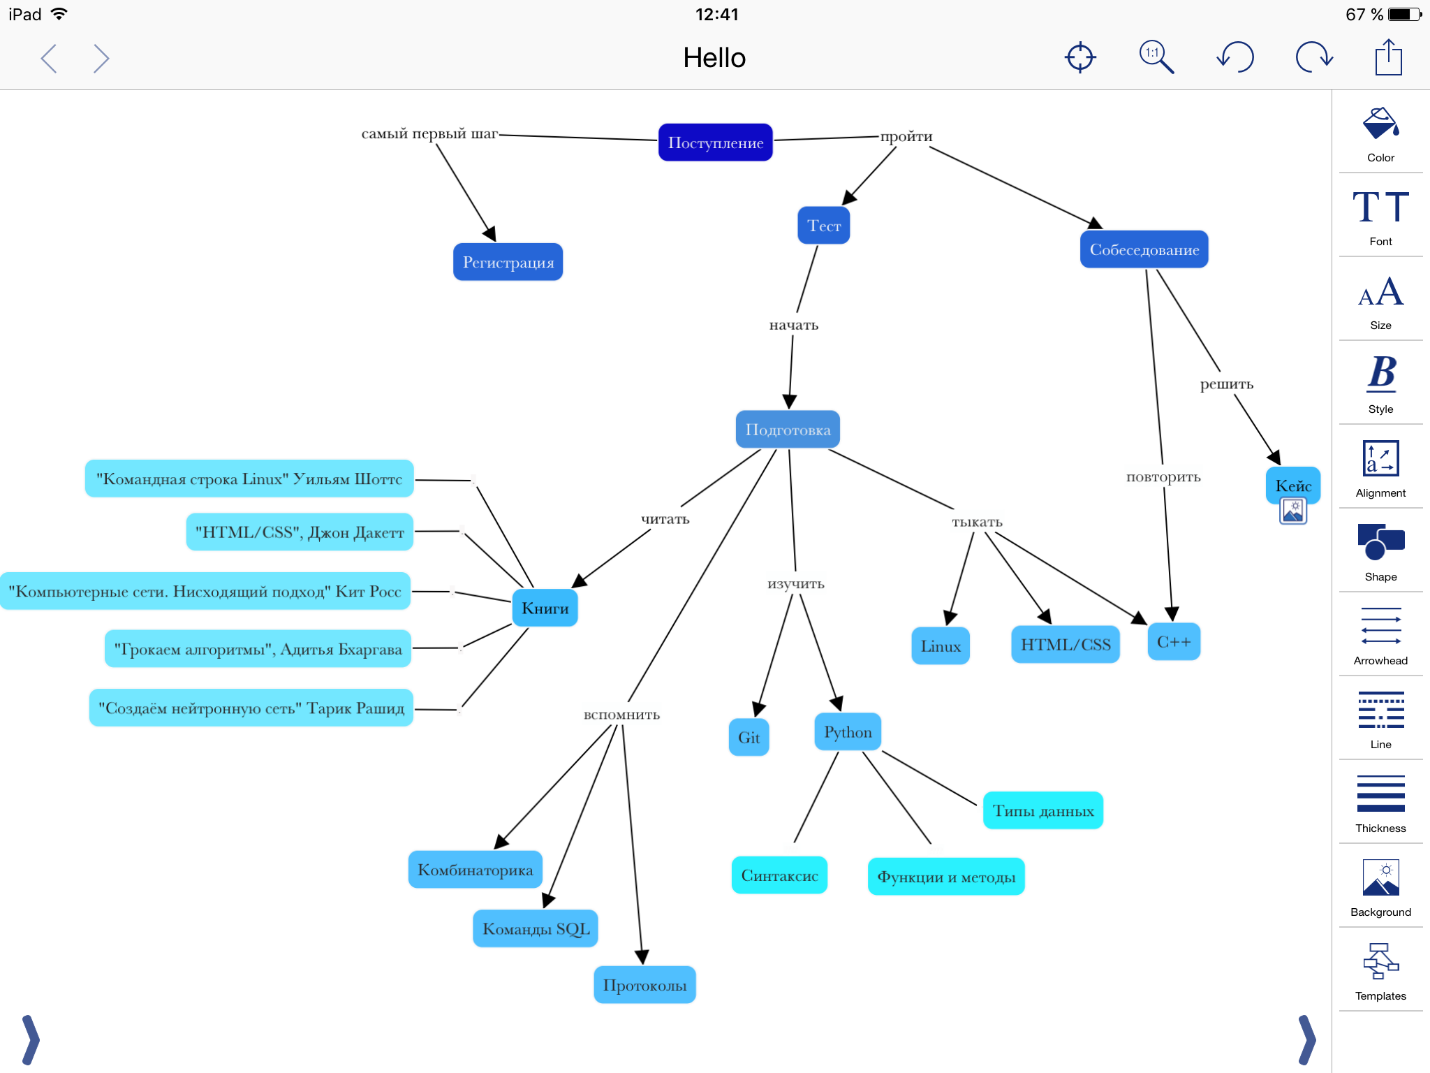 iPad
12:41
67 %
Hello
1:1
самый первый шаг
Поступление
пройти
Тест
Собеседование
Регистрация
начать
решить
Подготовка
повторить
Кейс
"Командная строка Linux" Уильям Шоттс
"HTML/CSS", Джон Дакетт
"Компьютерные сети. Нисходящий подход" Кит Росс
"Грокаем алгоритмы", Адитья Бхаргава
"Создаём нейтронную сеть" Тарик Рашид
Книги
читать
тыкать
изучить
Linux
HTML/CSS
C++
вспомнить
Git
Python
Типы данных
Синтаксис
Функции и методы
Комбинаторика
Команды SQL
Протоколы
Color
T T
Font
AA
Size
B
Style
a
Alignment
Shape
Arrowhead
Line
Thickness
Background
Templates